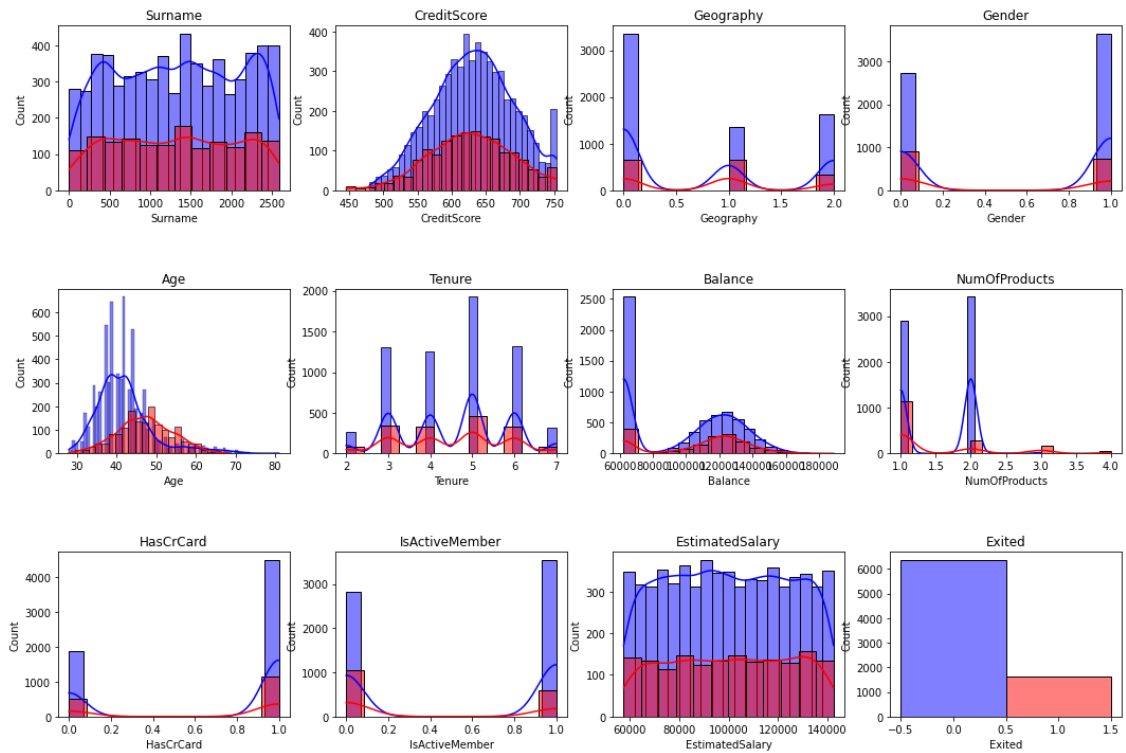 Surname
CreditScore
Geography
Gender
400
300
200
100
0
Count
0 500 1000 1500 2000 2500
Surname
400
300
200
100
0
Count
450 500 550 600 650 700 750
CreditScore
3000
2500
2000
1500
1000
500
0
Count
0.0 0.5 1.0 1.5 2.0
Geography
3000
2000
1000
0
Count
0.0 0.2 0.4 0.6 0.8 1.0
Gender
Age
Tenure
Balance
NumOfProducts
600
500
400
300
200
100
0
Count
30 40 50 60 70 80
Age
2000
1500
1000
500
0
Count
2 3 4 5 6 7
Tenure
2500
2000
1500
1000
500
0
Count
60000 80000 100000 120000 140000 160000 180000
Balance
3000
2000
1000
0
Count
1.0 1.5 2.0 2.5 3.0 3.5 4.0
NumOfProducts
HasCrCard
IsActiveMember
EstimatedSalary
Exited
4000
3000
2000
1000
0
Count
0.0 0.2 0.4 0.6 0.8 1.0
HasCrCard
3000
2000
1000
0
Count
0.0 0.2 0.4 0.6 0.8 1.0
IsActiveMember
300
200
100
0
Count
60000 80000 100000 120000 140000
EstimatedSalary
6000
5000
4000
3000
2000
1000
0
Count
−0.5 0.0 0.5 1.0 1.5
Exited